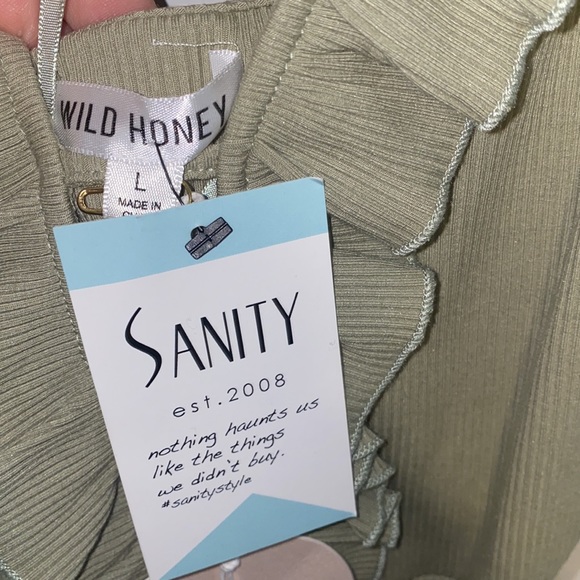 WILD HONEY
L
MADE IN
SANITY
est.2008
nothing haunts us
like the things
we didn't buy.
#sanitystyle